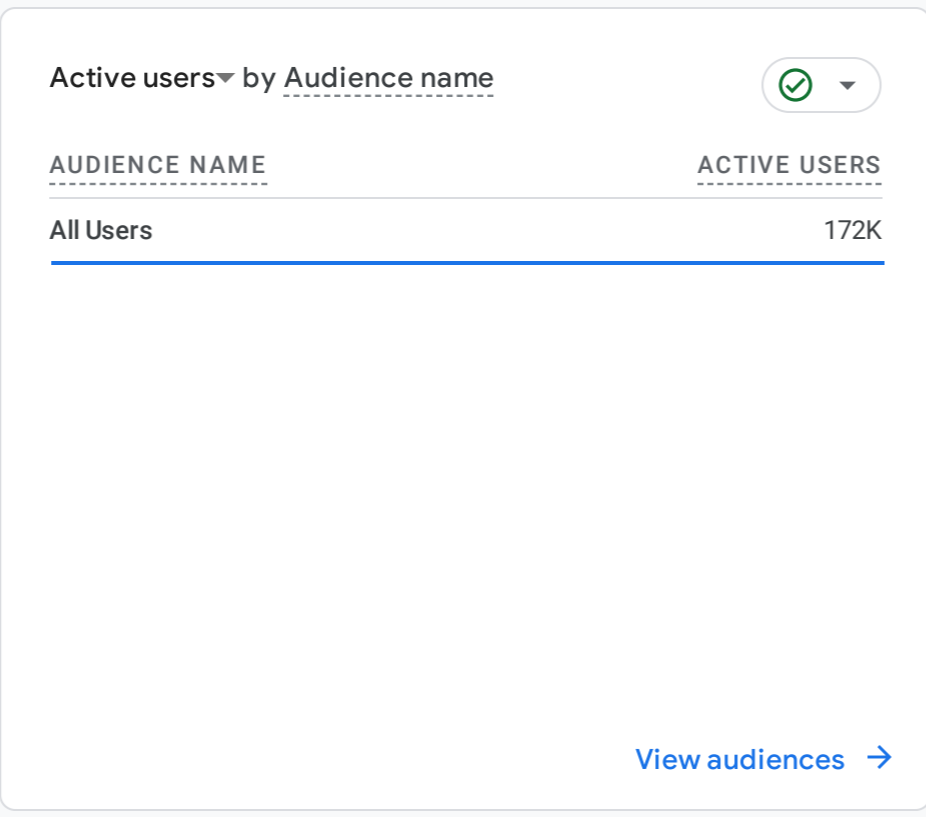 Active users by Audience name
AUDIENCE NAME ACTIVE USERS
All Users 172K
View audiences